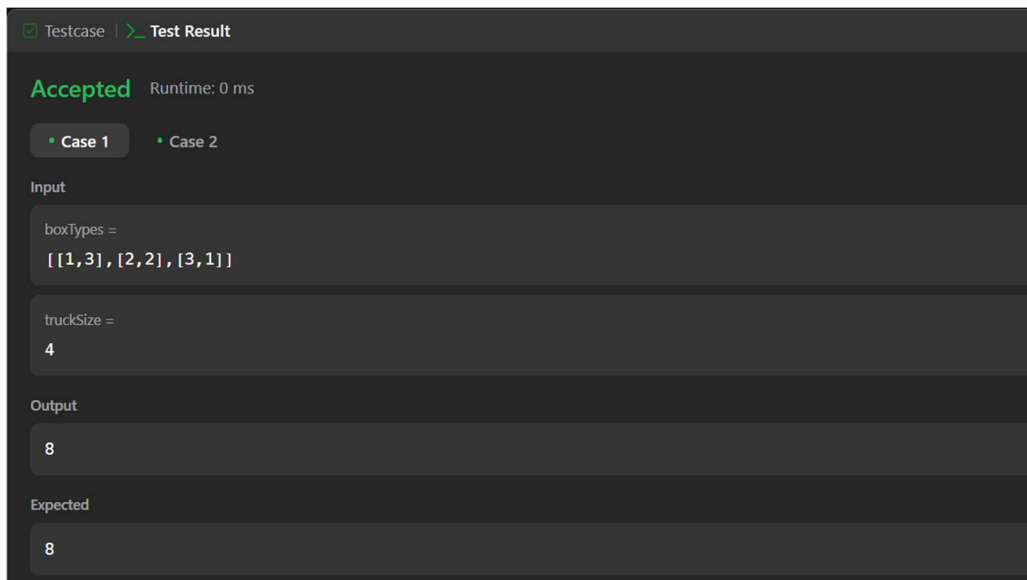 Testcase | >_ Test Result
Accepted Runtime: 0 ms
• Case 1 • Case 2
Input
boxTypes =
[[1,3],[2,2],[3,1]]
truckSize =
4
Output
8
Expected
8